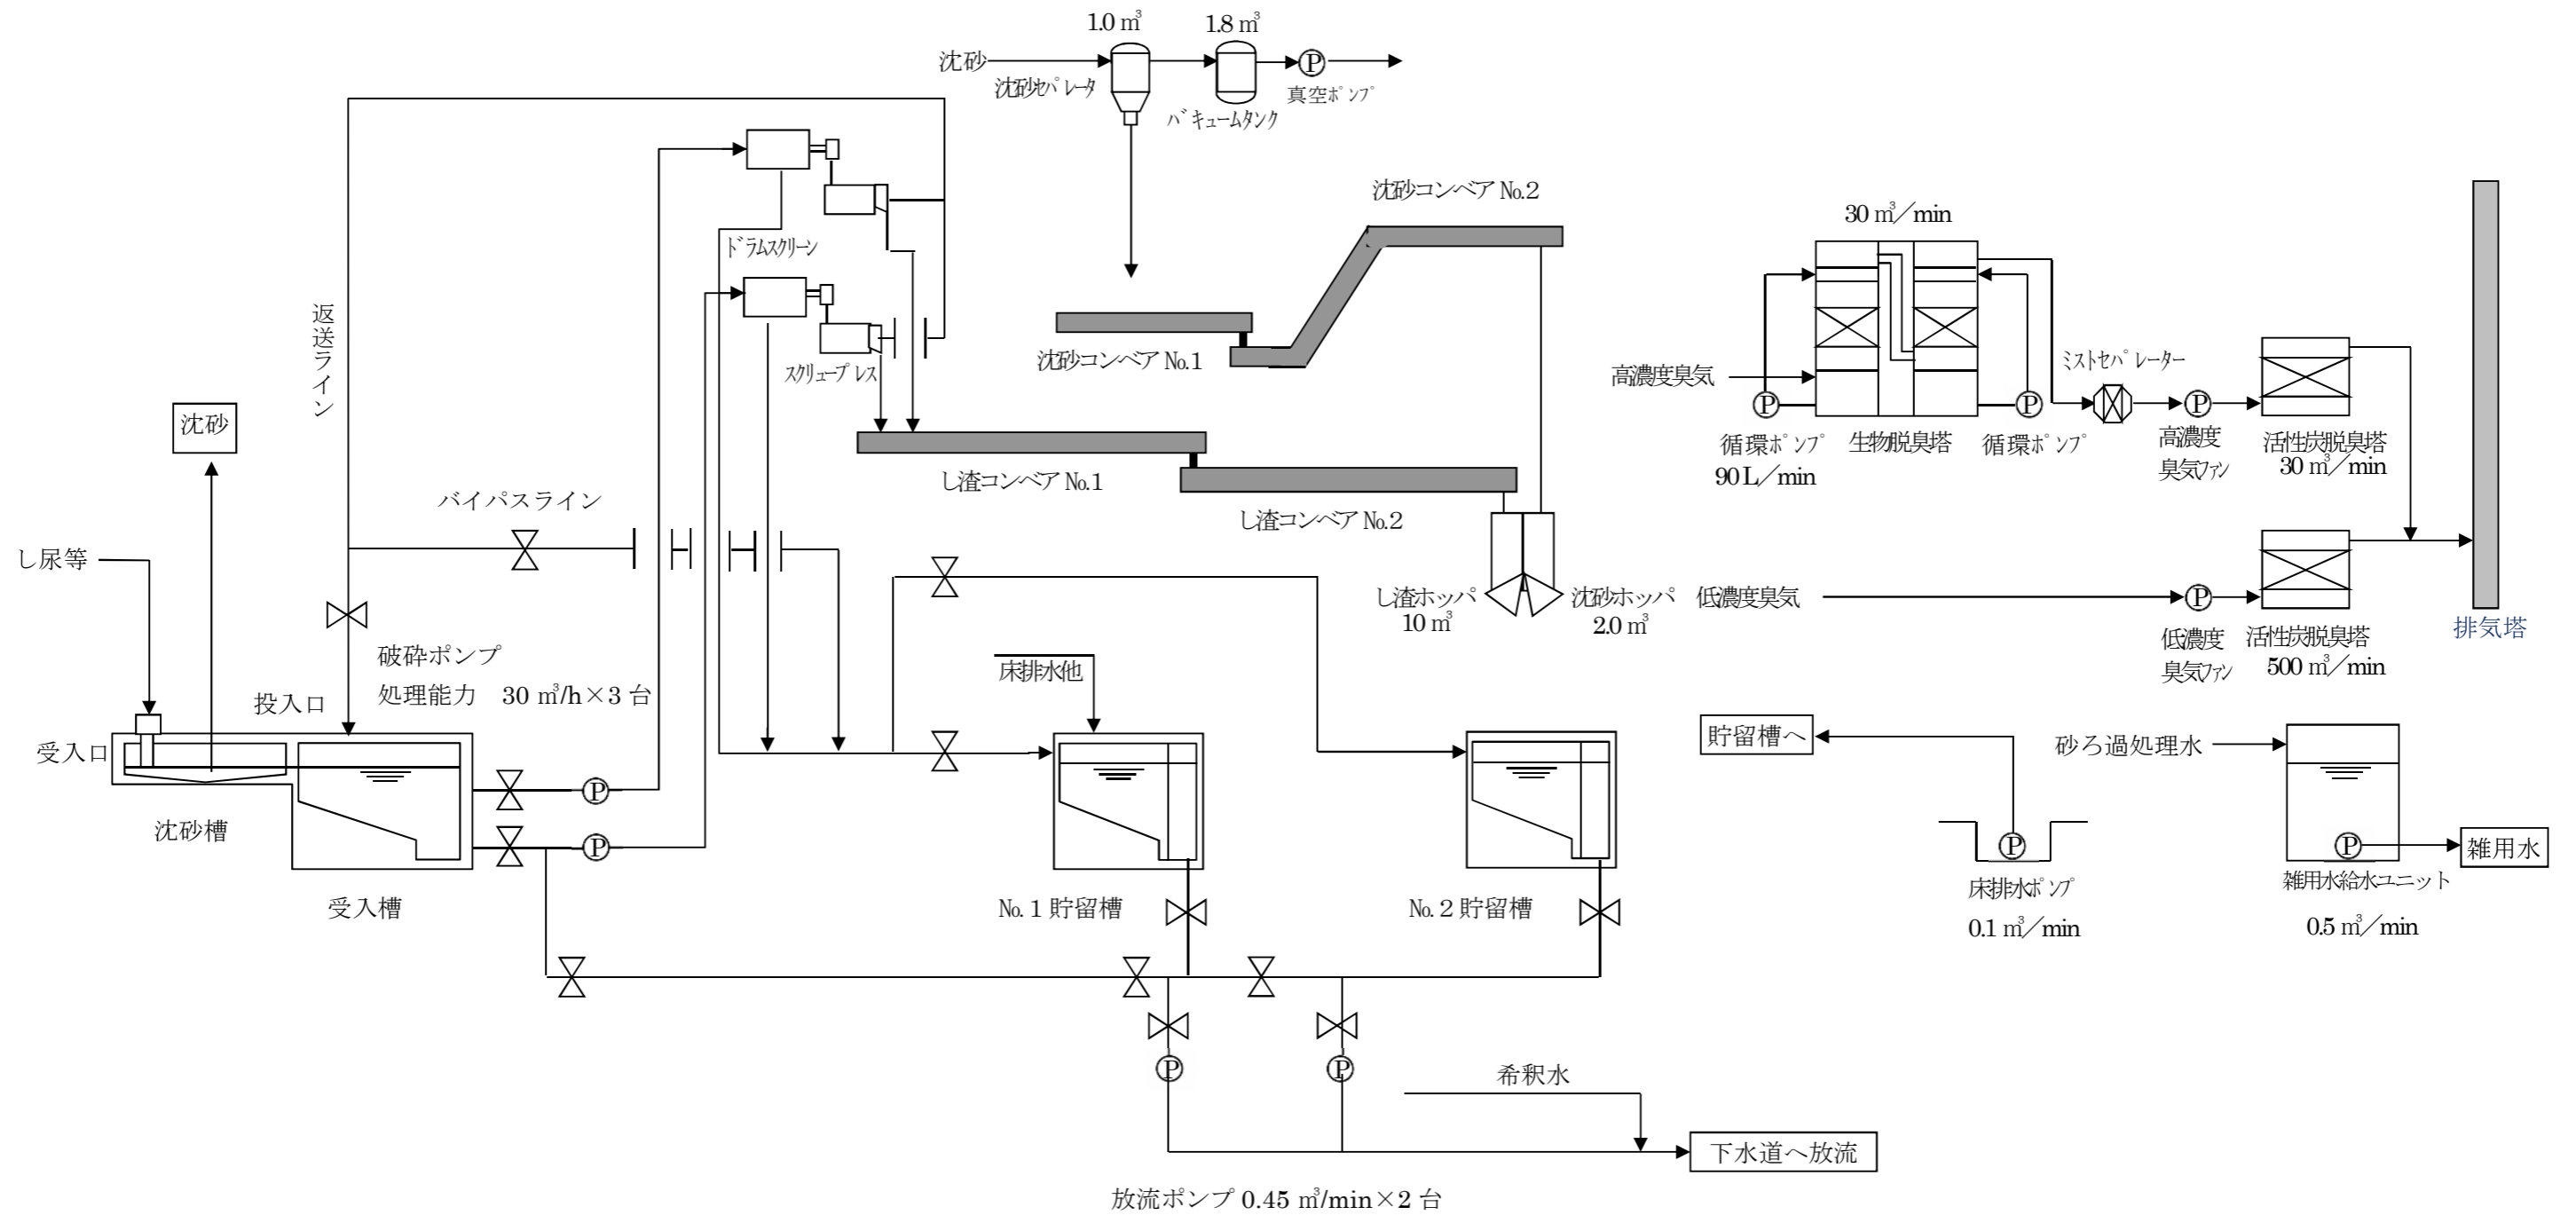 1.0 ㎥
1.8 ㎥
沈砂
沈砂ｾﾊﾟﾚｰﾀ
ﾊﾞｷｭｰﾑﾀﾝｸ
真空ﾎﾟﾝﾌﾟ
P
返送ライン
ﾄﾞﾗﾑｽｸﾘｰﾝ
ｽｸﾘｭｰﾌﾟﾚｽ
沈砂コンベア №2
沈砂コンベア №1
し渣コンベア №1
し渣コンベア №2
し渣ホッパ
10 ㎥
沈砂ホッパ
2.0 ㎥
30 ㎥／min
高濃度臭気
P
循環ﾎﾟﾝﾌﾟ
90 L／min
生物脱臭塔
P
循環ﾎﾟﾝﾌﾟ
ﾐｽﾄｾﾊﾟﾚｰﾀｰ
P
高濃度
臭気ﾌｧﾝ
活性炭脱臭塔
30 ㎥／min
低濃度臭気
P
低濃度
臭気ﾌｧﾝ
活性炭脱臭塔
500 ㎥／min
排気塔
沈砂
バイパスライン
し尿等
破砕ポンプ
処理能力　30 ㎥/h×3 台
投入口
受入口
沈砂槽
受入槽
P
P
床排水他
№１貯留槽
№２貯留槽
貯留槽へ
P
床排水ﾎﾟﾝﾌﾟ
0.1 ㎥／min
砂ろ過処理水
P
雑用水
雑用水給水ユニット
0.5 ㎥／min
P
P
希釈水
下水道へ放流
放流ポンプ 0.45 ㎥/min×2 台